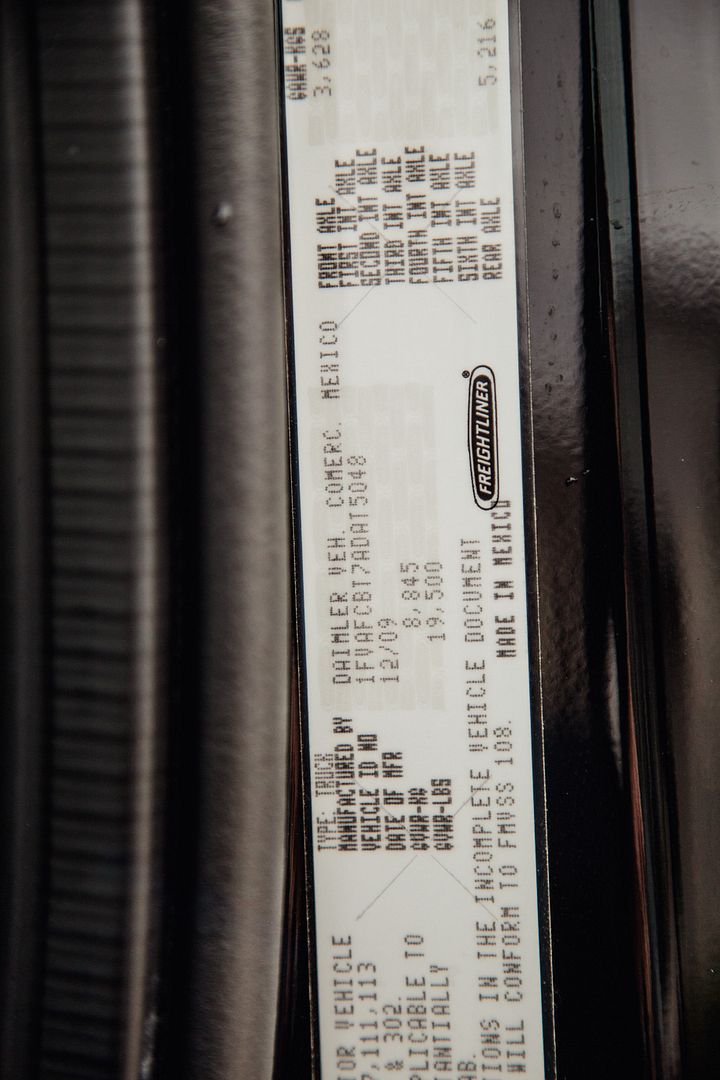 TOR VEHICLE
7,111,113
& 302.
PLICABLE TO
TANTIALLY
AB.
TIONS IN THE INCOMPLETE VEHICLE DOCUMENT
WILL CONFORM TO FMVSS 108.
TYPE: TRUCK
MANUFACTURED BY DAIMLER VEH. COMERC. MEXICO
VEHICLE ID NO 1FVAFCBT7ADAT5048
DATE OF MFR 12/09
GVWR-KG 8,845
GVWR-LBS 19,500
MADE IN MEXICO
FREIGHTLINER®
GAWR-KGS
FRONT AXLE 3,628
FIRST INT AXLE
SECOND INT AXLE
THIRD INT AXLE
FOURTH INT AXLE
FIFTH INT AXLE
SIXTH INT AXLE
REAR AXLE 5,216